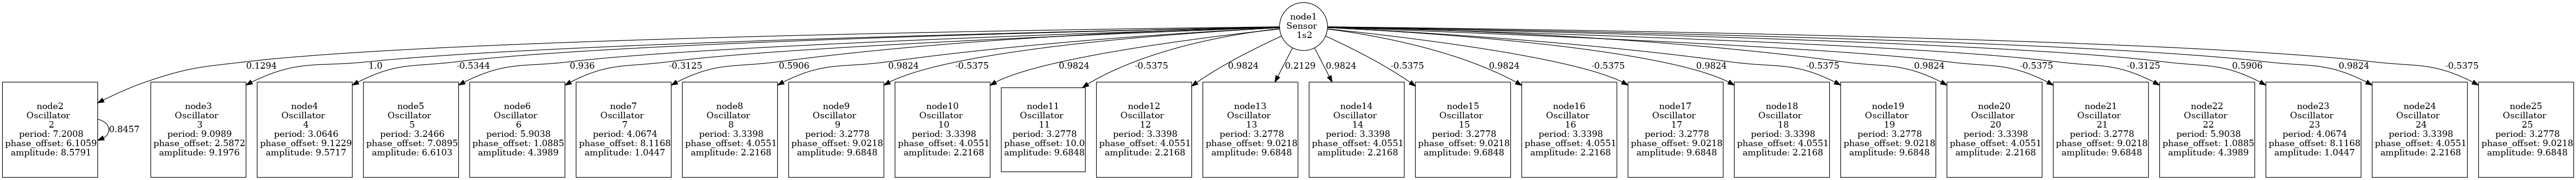 node1
Sensor
1s2
0.1294
1.0
-0.5344
0.936
-0.3125
0.5906
0.9824
-0.5375
0.9824
-0.5375
0.9824
0.2129
0.9824
-0.5375
0.9824
-0.5375
0.9824
-0.5375
0.9824
-0.5375
-0.3125
0.5906
0.9824
-0.5375
node2
Oscillator
2
period: 7.2008
phase_offset: 6.1059
amplitude: 8.5791
0.8457
node3
Oscillator
3
period: 9.0989
phase_offset: 2.5872
amplitude: 9.1976
node4
Oscillator
4
period: 3.0646
phase_offset: 9.1229
amplitude: 9.5717
node5
Oscillator
5
period: 3.2466
phase_offset: 7.0895
amplitude: 6.6103
node6
Oscillator
6
period: 5.9038
phase_offset: 1.0885
amplitude: 4.3989
node7
Oscillator
7
period: 4.0674
phase_offset: 8.1168
amplitude: 1.0447
node8
Oscillator
8
period: 3.3398
phase_offset: 4.0551
amplitude: 2.2168
node9
Oscillator
9
period: 3.2778
phase_offset: 9.0218
amplitude: 9.6848
node10
Oscillator
10
period: 3.3398
phase_offset: 4.0551
amplitude: 2.2168
node11
Oscillator
11
period: 3.2778
phase_offset: 10.0
amplitude: 9.6848
node12
Oscillator
12
period: 3.3398
phase_offset: 4.0551
amplitude: 2.2168
node13
Oscillator
13
period: 3.2778
phase_offset: 9.0218
amplitude: 9.6848
node14
Oscillator
14
period: 3.3398
phase_offset: 4.0551
amplitude: 2.2168
node15
Oscillator
15
period: 3.2778
phase_offset: 9.0218
amplitude: 9.6848
node16
Oscillator
16
period: 3.3398
phase_offset: 4.0551
amplitude: 2.2168
node17
Oscillator
17
period: 3.2778
phase_offset: 9.0218
amplitude: 9.6848
node18
Oscillator
18
period: 3.3398
phase_offset: 4.0551
amplitude: 2.2168
node19
Oscillator
19
period: 3.2778
phase_offset: 9.0218
amplitude: 9.6848
node20
Oscillator
20
period: 3.3398
phase_offset: 4.0551
amplitude: 2.2168
node21
Oscillator
21
period: 3.2778
phase_offset: 9.0218
amplitude: 9.6848
node22
Oscillator
22
period: 5.9038
phase_offset: 1.0885
amplitude: 4.3989
node23
Oscillator
23
period: 4.0674
phase_offset: 8.1168
amplitude: 1.0447
node24
Oscillator
24
period: 3.3398
phase_offset: 4.0551
amplitude: 2.2168
node25
Oscillator
25
period: 3.2778
phase_offset: 9.0218
amplitude: 9.6848